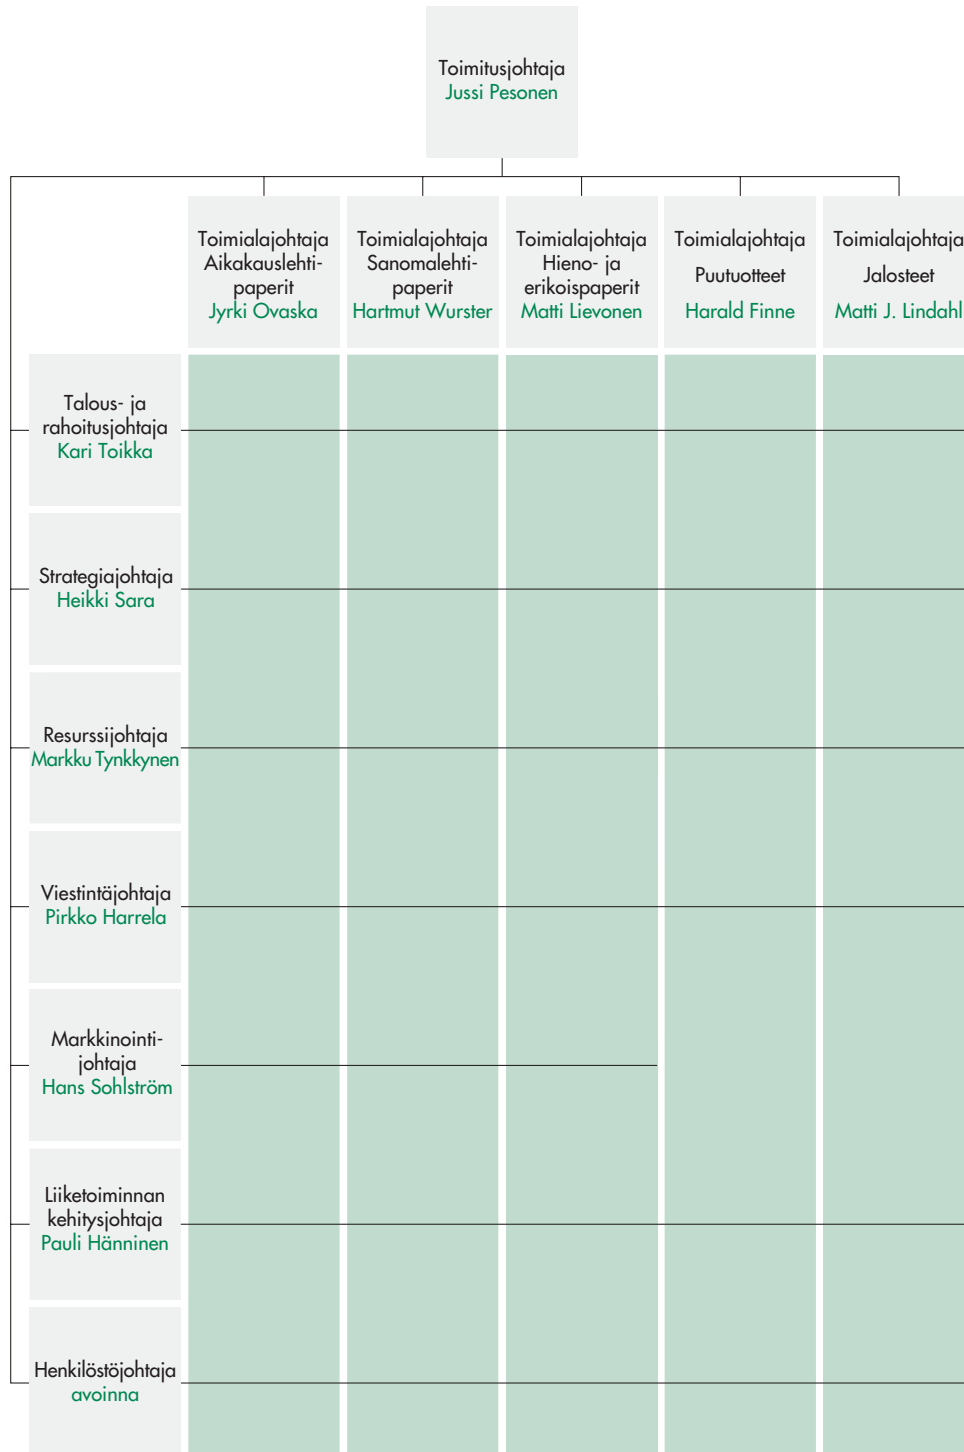 Toimitusjohtaja
Jussi Pesonen
Toimialajohtaja
Aikakauslehti-
paperit
Jyrki Ovaska
Toimialajohtaja
Sanomalehti-
paperit
Hartmut Wurster
Toimialajohtaja
Hieno- ja
erikoispaperit
Matti Lievonen
Toimialajohtaja
Puutuotteet
Harald Finne
Toimialajohtaja
Jalosteet
Matti J. Lindahl
Talous- ja
rahoitusjohtaja
Kari Toikka
Strategiajohtaja
Heikki Sara
Resurssijohtaja
Markku Tynkkynen
Viestintäjohtaja
Pirkko Harrela
Markkinointi-
johtaja
Hans Sohlström
Liiketoiminnan
kehitysjohtaja
Pauli Hänninen
Henkilöstöjohtaja
avoinna